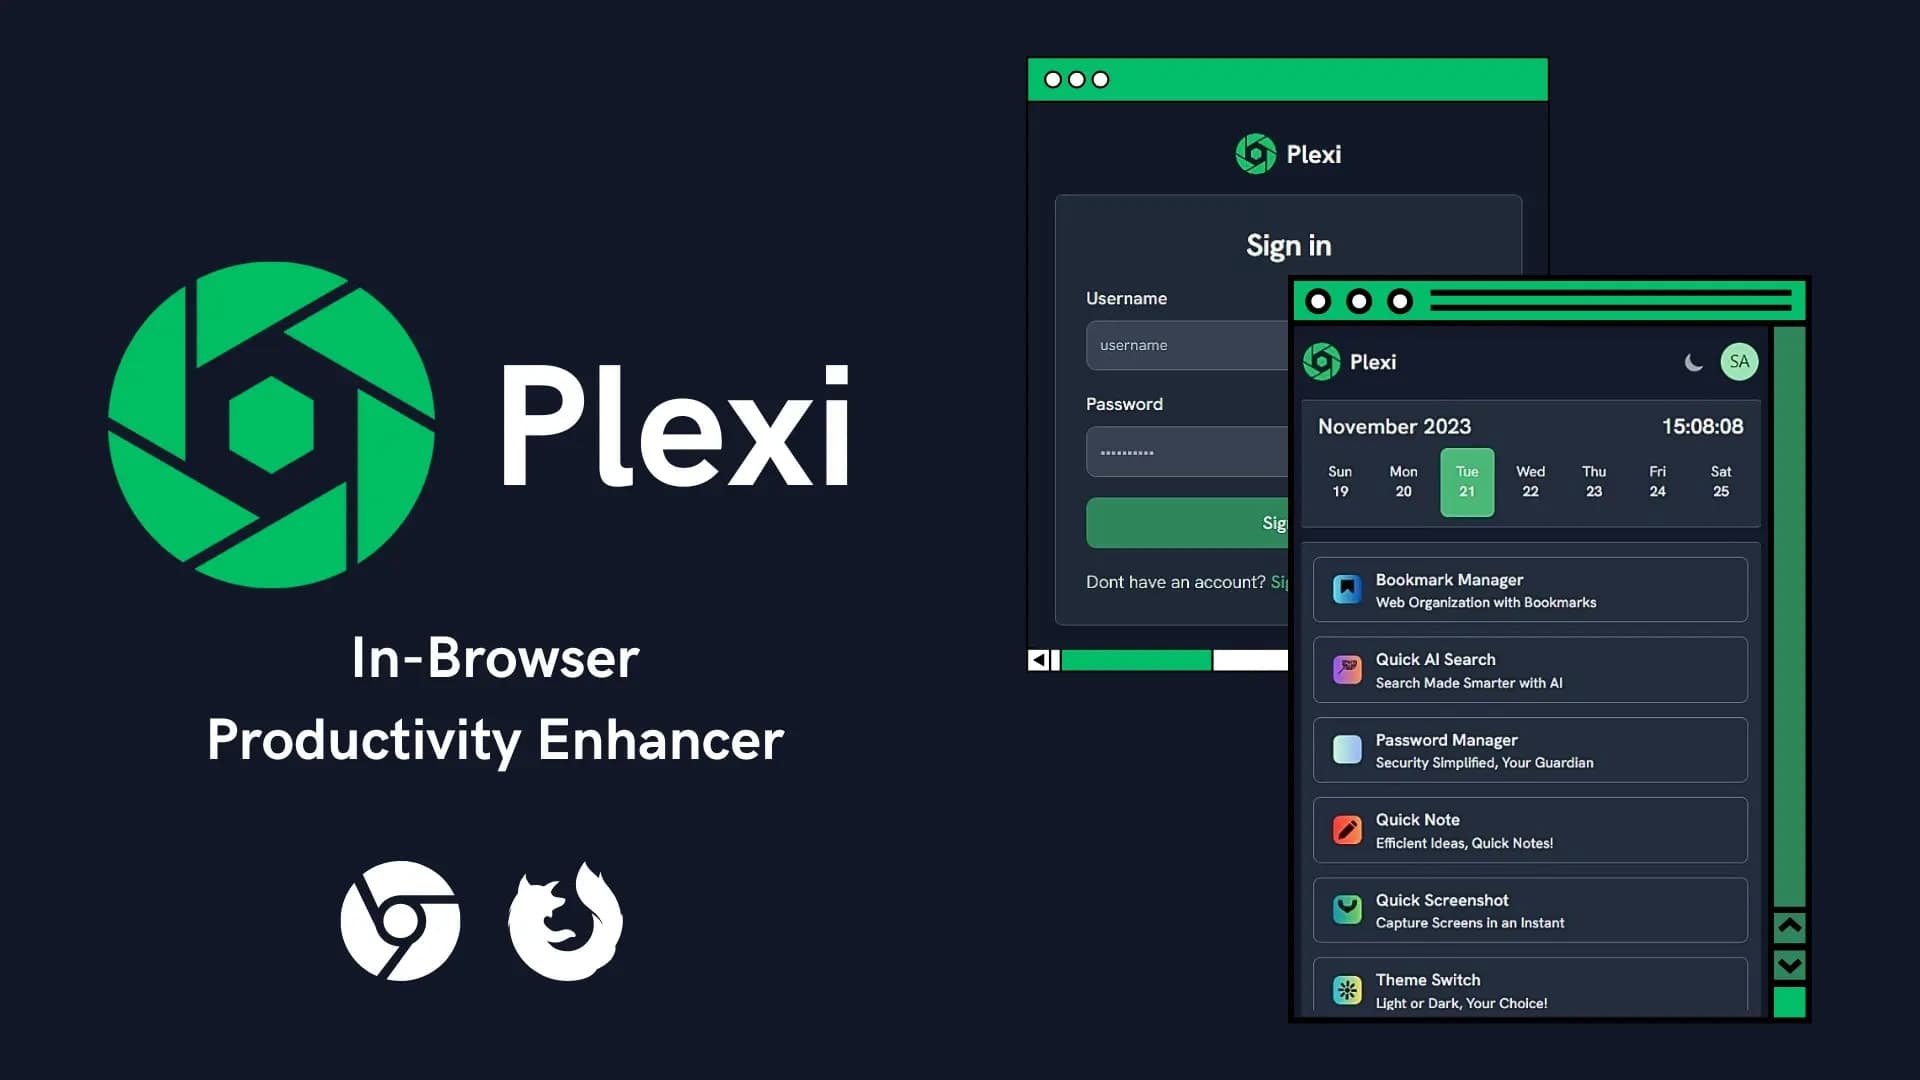 Plexi
In-Browser
Productivity Enhancer
Plexi
Sign in
Username
username
Password
Dont have an account?
Plexi
SA
November 2023 15:08:08
Sun Mon Tue Wed Thu Fri Sat
19 20 21 22 23 24 25
Bookmark Manager
Web Organization with Bookmarks
Quick AI Search
Search Made Smarter with AI
Password Manager
Security Simplified, Your Guardian
Quick Note
Efficient Ideas, Quick Notes!
Quick Screenshot
Capture Screens in an Instant
Theme Switch
Light or Dark, Your Choice!